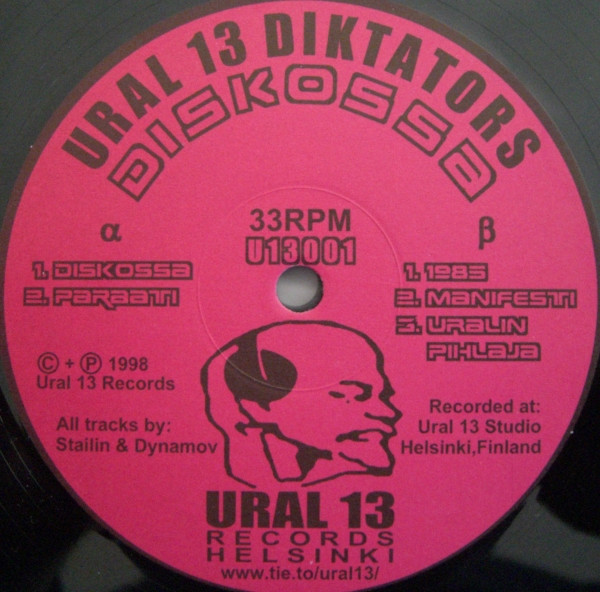 URAL 13 DIKTATORS
DISKOSSA
33RPM
U13001
α
1. DISKOSSA
2. PARAATI
β
1. 1985
2. MANIFESTI
3. URALIN
PIHLAJA
© + ℗ 1998
Ural 13 Records
All tracks by:
Stailin & Dynamov
Recorded at:
Ural 13 Studio
Helsinki,Finland
URAL 13
RECORDS
HELSINKI
www.tie.to/ural13/